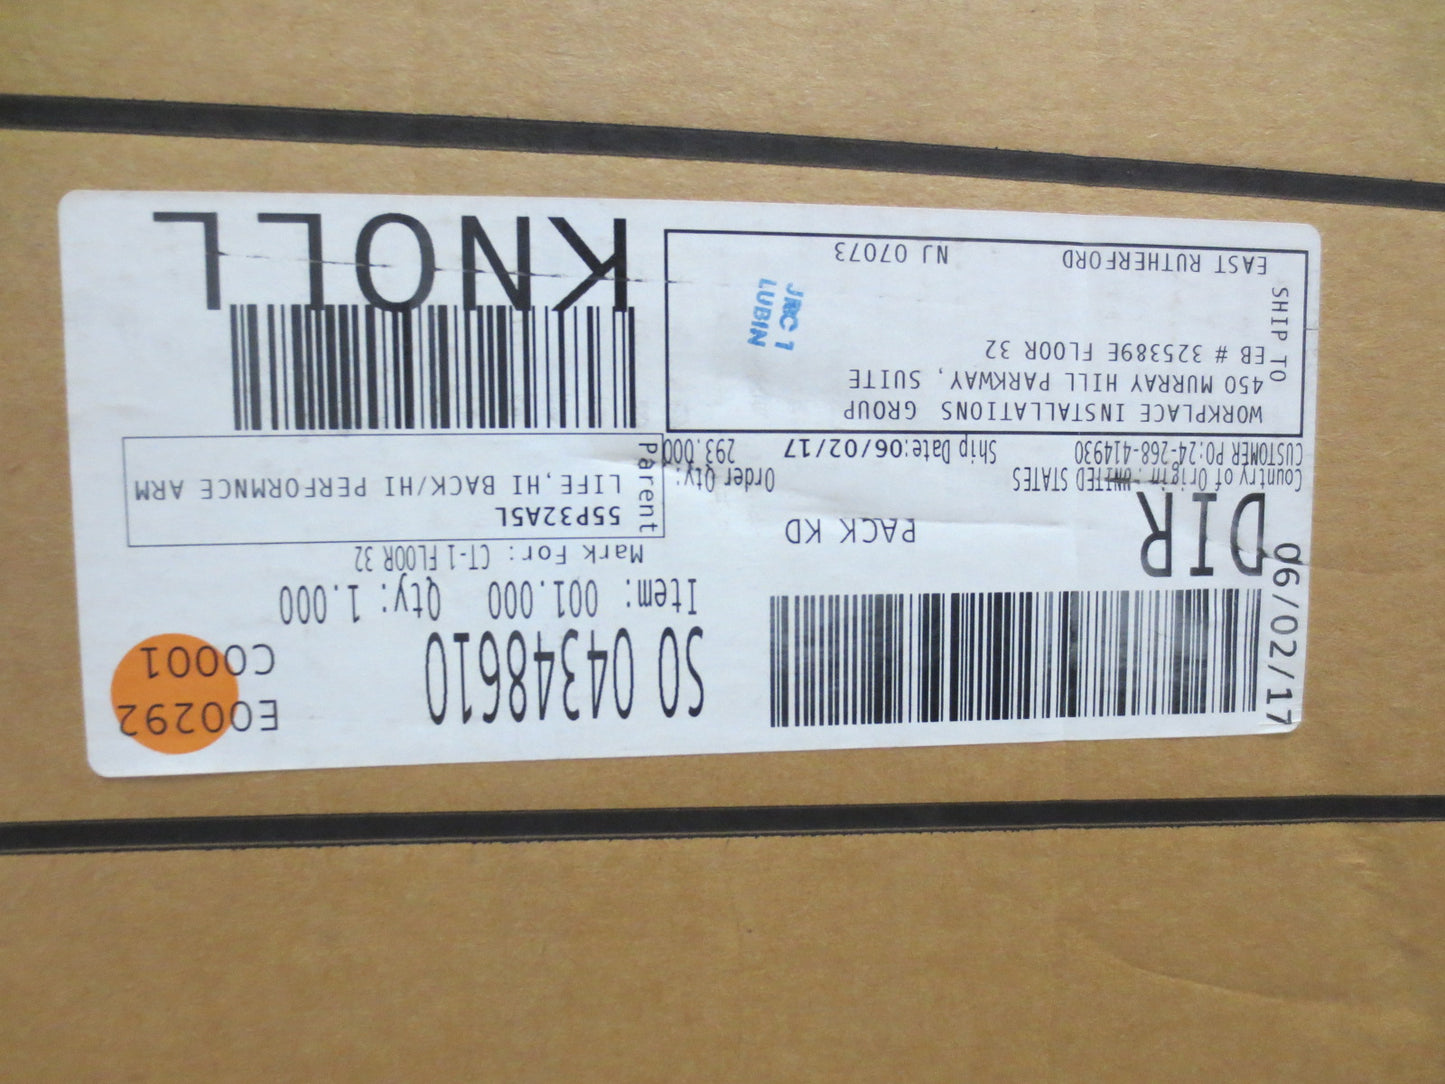 E00292
C0001
SO 04348610
Item: 001.000 Qty: 1.000
Mark For: CT-1 FLOOR 32
Parent
55P32A5L
LIFE,HI BACK/HI PERFORMNCE ARM
KNOLL
06/02/17
DIR
PACK KD
Country of Origin: UNITED STATES
Order Qty: 293.000
CUSTOMER PO:24-268-414930
Ship Date:06/02/17
SHIP TO
WORKPLACE INSTALLATIONS GROUP
450 MURRAY HILL PARKWAY, SUITE
EB # 325389E FLOOR 32
EAST RUTHERFORD NJ 07073
JRC 1
LUBIN